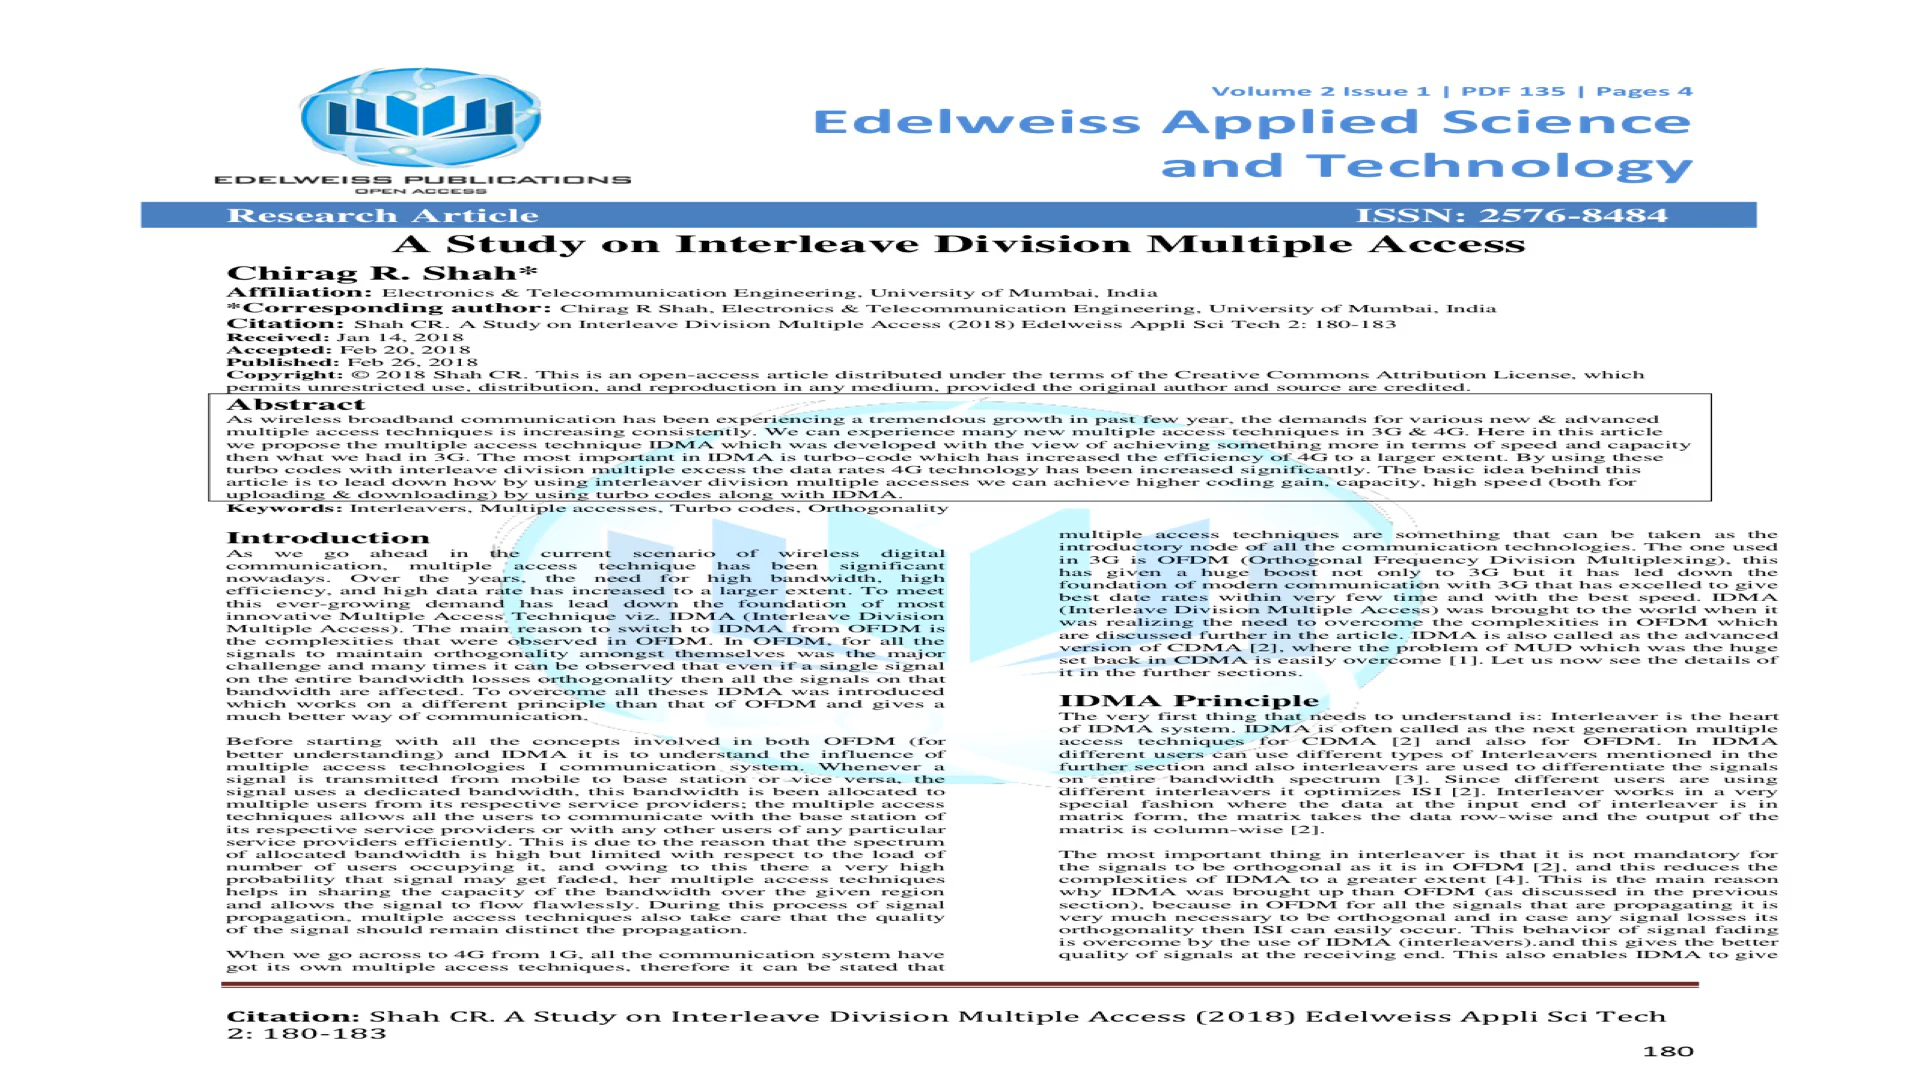 Volume 2 Issue 1 | PDF 135 | Pages 4
Edelweiss Applied Science
and Technology
EDELWEISS PUBLICATIONS
OPEN ACCESS
Research Article ISSN: 2576-8484
A Study on Interleave Division Multiple Access
Chirag R. Shah*
Affiliation: Electronics & Telecommunication Engineering, University of Mumbai, India
*Corresponding author: Chirag R Shah, Electronics & Telecommunication Engineering, University of Mumbai, India
Citation: Shah CR. A Study on Interleave Division Multiple Access (2018) Edelweiss Appli Sci Tech 2: 180-183
Received: Jan 14, 2018
Accepted: Feb 20, 2018
Published: Feb 26, 2018
Copyright: © 2018 Shah CR. This is an open-access article distributed under the terms of the Creative Commons Attribution License, which
permits unrestricted use, distribution, and reproduction in any medium, provided the original author and source are credited.
Abstract
As wireless broadband communication has been experiencing a tremendous growth in past few year, the demands for various new & advanced
multiple access techniques is increasing consistently. We can experience many new multiple access techniques in 3G & 4G. Here in this article
we propose the multiple access technique IDMA which was developed with the view of achieving something more in terms of speed and capacity
then what we had in 3G. The most important in IDMA is turbo-code which has increased the efficiency of 4G to a larger extent. By using these
turbo codes with interleave division multiple excess the data rates 4G technology has been increased significantly. The basic idea behind this
article is to lead down how by using interleaver division multiple accesses we can achieve higher coding gain, capacity, high speed (both for
uploading & downloading) by using turbo codes along with IDMA.
Keywords: Interleavers, Multiple accesses, Turbo codes, Orthogonality
Introduction
As we go ahead in the current scenario of wireless digital
communication, multiple access technique has been significant
nowadays. Over the years, the need for high bandwidth, high
efficiency, and high data rate has increased to a larger extent. To meet
this ever-growing demand has lead down the foundation of most
innovative Multiple Access Technique viz. IDMA (Interleave Division
Multiple Access). The main reason to switch to IDMA from OFDM is
the complexities that were observed in OFDM. In OFDM, for all the
signals to maintain orthogonality amongst themselves was the major
challenge and many times it can be observed that even if a single signal
on the entire bandwidth losses orthogonality then all the signals on that
bandwidth are affected. To overcome all theses IDMA was introduced
which works on a different principle than that of OFDM and gives a
much better way of communication.
Before starting with all the concepts involved in both OFDM (for
better understanding) and IDMA it is to understand the influence of
multiple access technologies I communication system. Whenever a
signal is transmitted from mobile to base station or vice versa, the
signal uses a dedicated bandwidth, this bandwidth is been allocated to
multiple users from its respective service providers; the multiple access
techniques allows all the users to communicate with the base station of
its respective service providers or with any other users of any particular
service providers efficiently. This is due to the reason that the spectrum
of allocated bandwidth is high but limited with respect to the load of
number of users occupying it, and owing to this there a very high
probability that signal may get faded, her multiple access techniques
helps in sharing the capacity of the bandwidth over the given region
and allows the signal to flow flawlessly. During this process of signal
propagation, multiple access techniques also take care that the quality
of the signal should remain distinct the propagation.
When we go across to 4G from 1G, all the communication system have
got its own multiple access techniques, therefore it can be stated that
multiple access techniques are something that can be taken as the
introductory node of all the communication technologies. The one used
in 3G is OFDM (Orthogonal Frequency Division Multiplexing), this
has given a huge boost not only to 3G but it has led down the
foundation of modern communication with 3G that has excelled to give
best date rates within very few time and with the best speed. IDMA
(Interleave Division Multiple Access) was brought to the world when it
was realizing the need to overcome the complexities in OFDM which
are discussed further in the article. IDMA is also called as the advanced
version of CDMA [2], where the problem of MUD which was the huge
set back in CDMA is easily overcome [1]. Let us now see the details of
it in the further sections.
IDMA Principle
The very first thing that needs to understand is: Interleaver is the heart
of IDMA system. IDMA is often called as the next generation multiple
access techniques for CDMA [2] and also for OFDM. In IDMA
different users can use different types of Interleavers mentioned in the
further section and also interleavers are used to differentiate the signals
on entire bandwidth spectrum [3]. Since different users are using
different interleavers it optimizes ISI [2]. Interleaver works in a very
special fashion where the data at the input end of interleaver is in
matrix form, the matrix takes the data row-wise and the output of the
matrix is column-wise [2].
The most important thing in interleaver is that it is not mandatory for
the signals to be orthogonal as it is in OFDM [2], and this reduces the
complexities of IDMA to a greater extent [4]. This is the main reason
why IDMA was brought up than OFDM (as discussed in the previous
section), because in OFDM for all the signals that are propagating it is
very much necessary to be orthogonal and in case any signal losses its
orthogonality then ISI can easily occur. This behavior of signal fading
is overcome by the use of IDMA (interleavers).and this gives the better
quality of signals at the receiving end. This also enables IDMA to give
Citation: Shah CR. A Study on Interleave Division Multiple Access (2018) Edelweiss Appli Sci Tech
2: 180-183
180